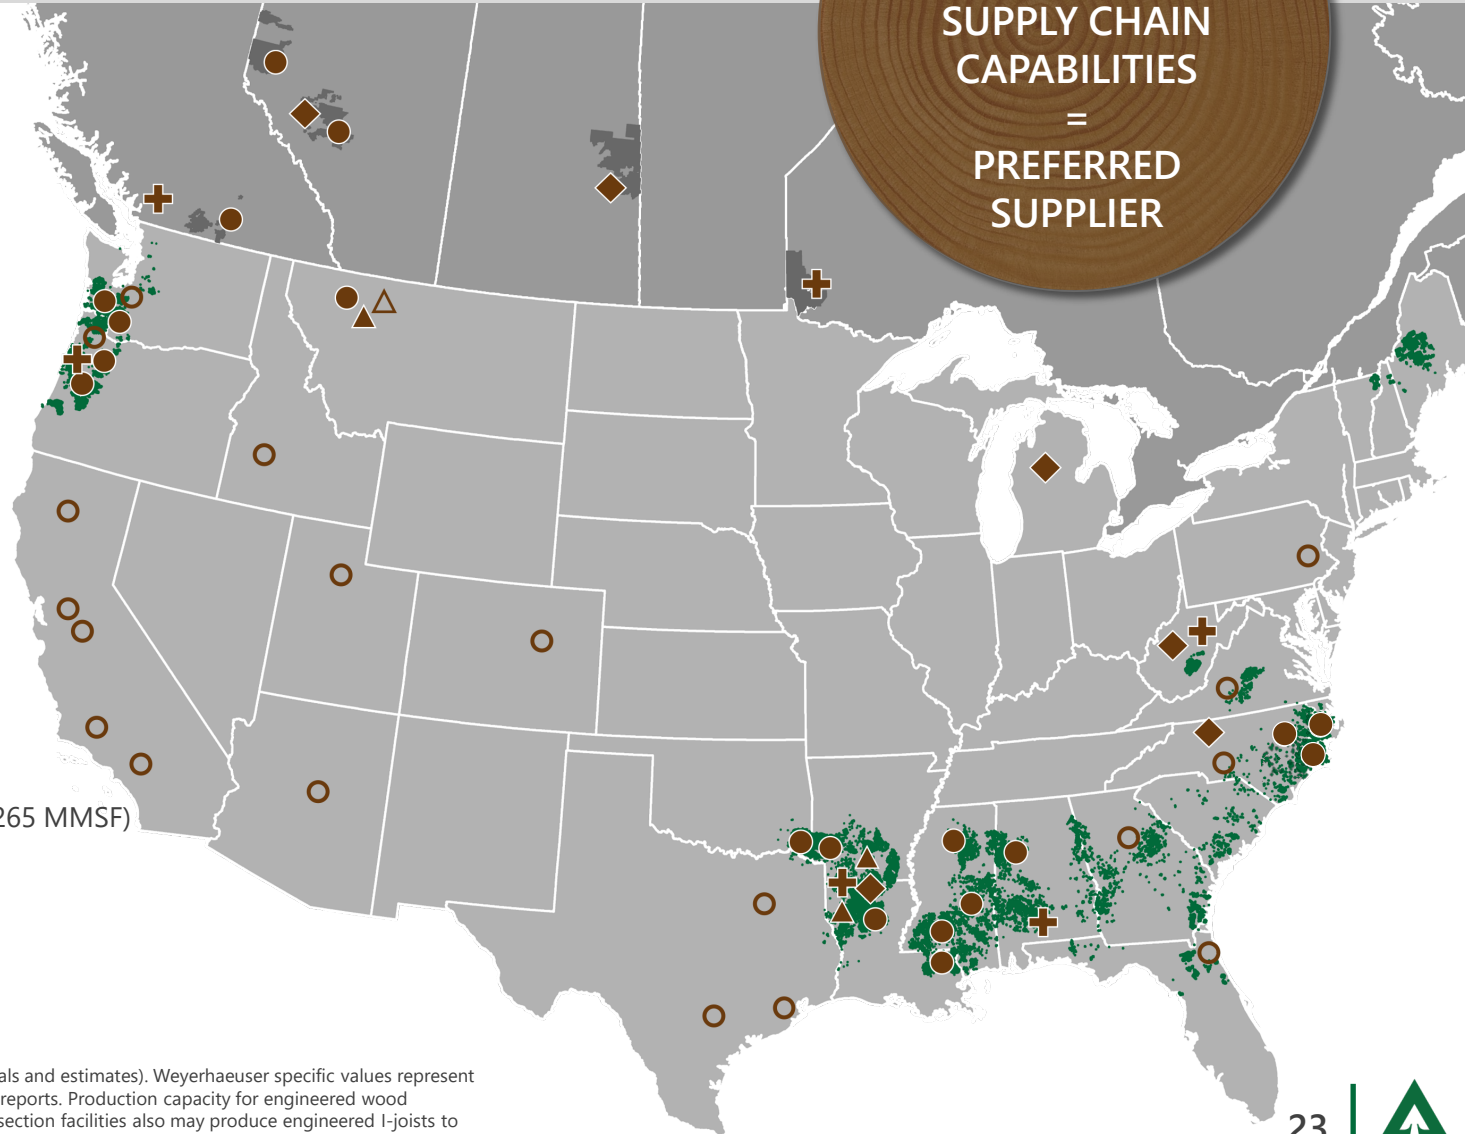 SUPPLY CHAIN
CAPABILITIES
=
PREFERRED
SUPPLIER
265 MMSF)
als and estimates). Weyerhaeuser specific values represent
reports. Production capacity for engineered wood
section facilities also may produce engineered I-joists to
23